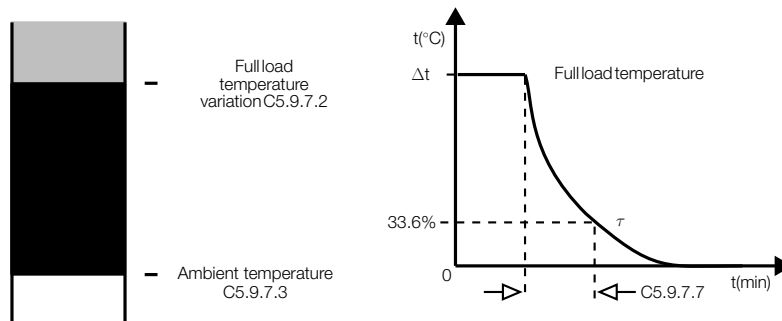 Full load
temperature
variation C5.9.7.2
Ambient temperature
C5.9.7.3
t(°C)
Δt
Full load temperature
33.6%
τ
0
t(min)
C5.9.7.7